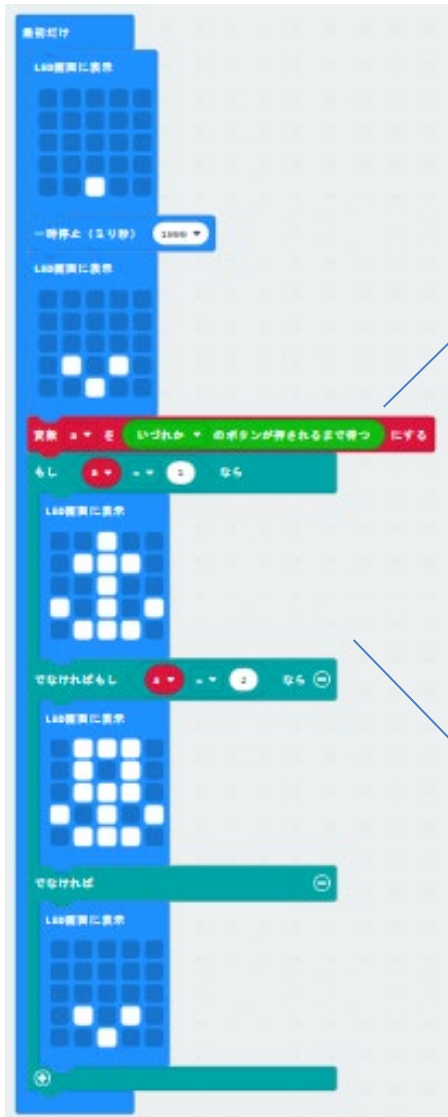 最初だけ
LED画面に表示
一時停止（ミリ秒） 1000
LED画面に表示
変数 a を いづれか のボタンが押されるまで待つ にする
もし a = 1 なら
LED画面に表示
でなければもし a = 2 なら
LED画面に表示
でなければ
LED画面に表示